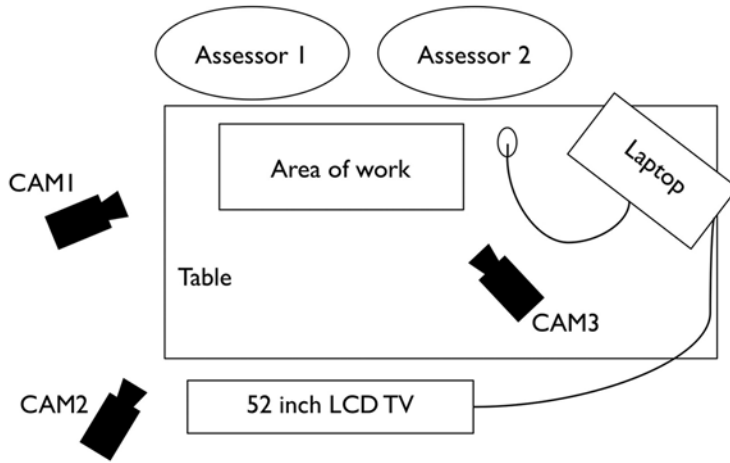 Assessor 1
Assessor 2
Area of work
Laptop
CAM1
Table
CAM3
CAM2
52 inch LCD TV